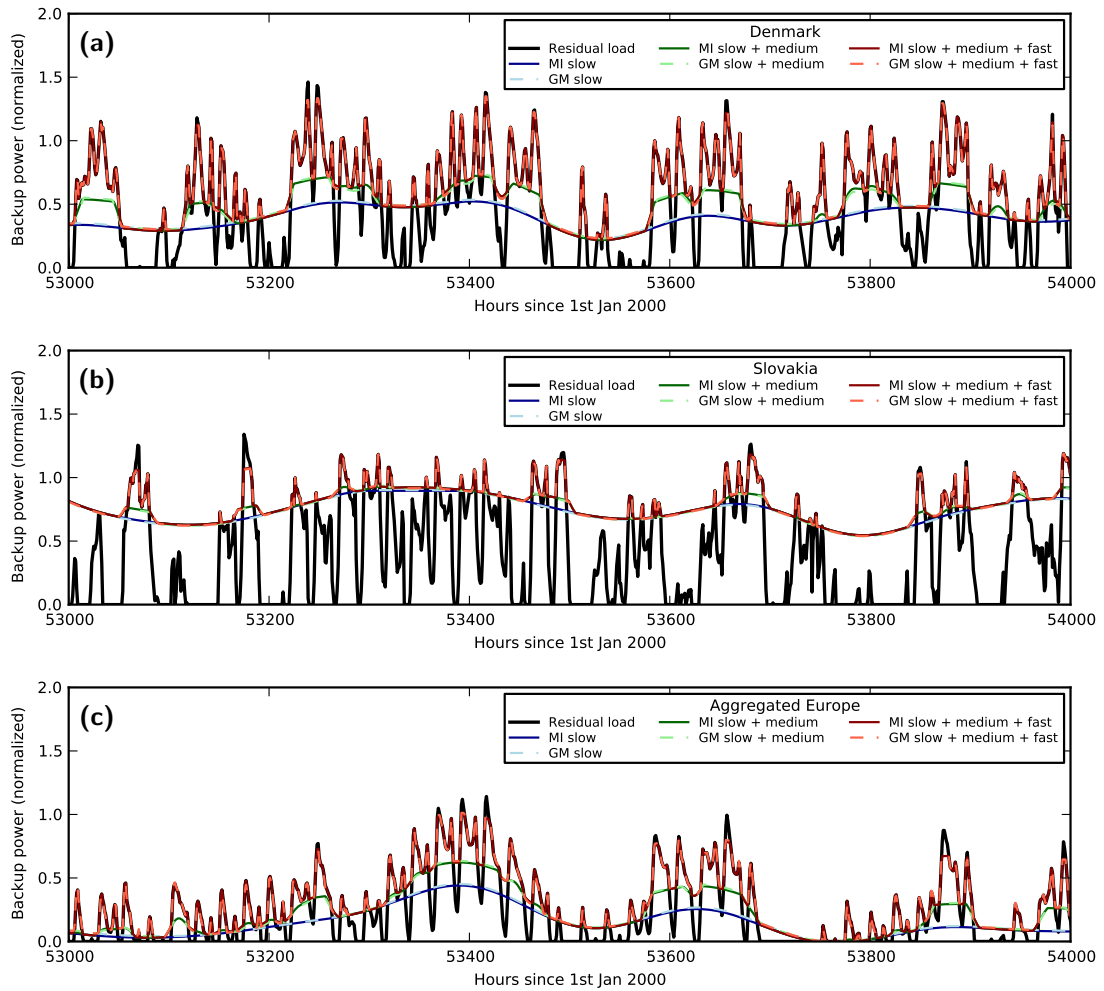 (a)
Denmark
Residual load
MI slow
GM slow
MI slow + medium
GM slow + medium
MI slow + medium + fast
GM slow + medium + fast
Backup power (normalized)
2.0
1.5
1.0
0.5
0.0
53000 53200 53400 53600 53800 54000
Hours since 1st Jan 2000
(b)
Slovakia
Residual load
MI slow
GM slow
MI slow + medium
GM slow + medium
MI slow + medium + fast
GM slow + medium + fast
Backup power (normalized)
2.0
1.5
1.0
0.5
0.0
53000 53200 53400 53600 53800 54000
Hours since 1st Jan 2000
(c)
Aggregated Europe
Residual load
MI slow
GM slow
MI slow + medium
GM slow + medium
MI slow + medium + fast
GM slow + medium + fast
Backup power (normalized)
2.0
1.5
1.0
0.5
0.0
53000 53200 53400 53600 53800 54000
Hours since 1st Jan 2000